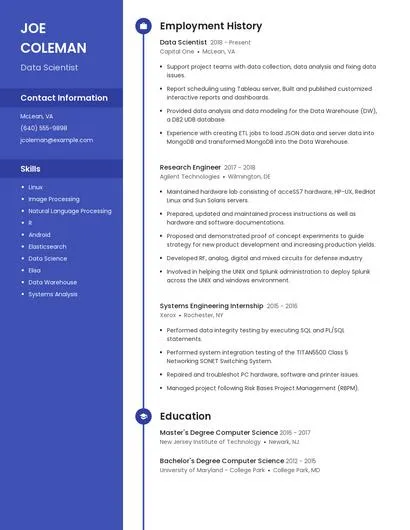 JOE
COLEMAN
Data Scientist
Contact Information
McLean, VA
(640) 555-9898
jcoleman@example.com
Skills
Linux
Image Processing
Natural Language Processing
R
Android
Elasticsearch
Data Science
Elisa
Data Warehouse
Systems Analysis
Employment History
Data Scientist 2018 - Present
Capital One • McLean, VA
• Support project teams with data collection, data analysis and fixing data
issues.
• Report scheduling using Tableau server, Built and published customized
interactive reports and dashboards.
• Provided data analysis and data modeling for the Data Warehouse (DW),
a DB2 UDB database.
• Experience with creating ETL jobs to load JSON data and server data into
MongoDB and transformed MongoDB into the Data Warehouse.
Research Engineer 2017 - 2018
Agilent Technologies • Wilmington, DE
• Maintained hardware lab consisting of acceSS7 hardware, HP-UX, RedHat
Linux and Sun Solaris servers.
• Prepared, updated and maintained process instructions as well as
hardware and software documentations.
• Proposed and demonstrated proof of concept experiments to guide
strategy for new product development and increasing production yields.
• Developed RF, analog, digital and mixed circuits for defense industry
• Involved in helping the UNIX and Splunk administration to deploy Splunk
across the UNIX and windows environment.
Systems Engineering Internship 2015 - 2016
Xerox • Rochester, NY
• Performed data integrity testing by executing SQL and PL/SQL
statements.
• Performed system integration testing of the TITAN5500 Class 5
Networking SONET Switching System.
• Repaired and troubleshot PC hardware, software and printer issues.
• Managed project following Risk Bases Project Management (RBPM).
Education
Master's Degree Computer Science 2016 - 2017
New Jersey Institute of Technology • Newark, NJ
Bachelor's Degree Computer Science 2012 - 2015
University of Maryland - College Park • College Park, MD